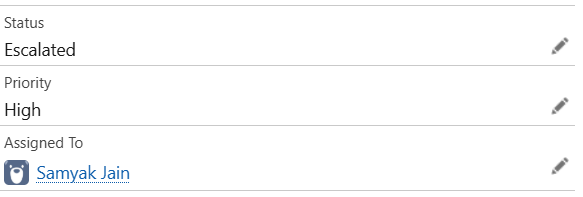 Status
Escalated
Priority
High
Assigned To
Samyak Jain